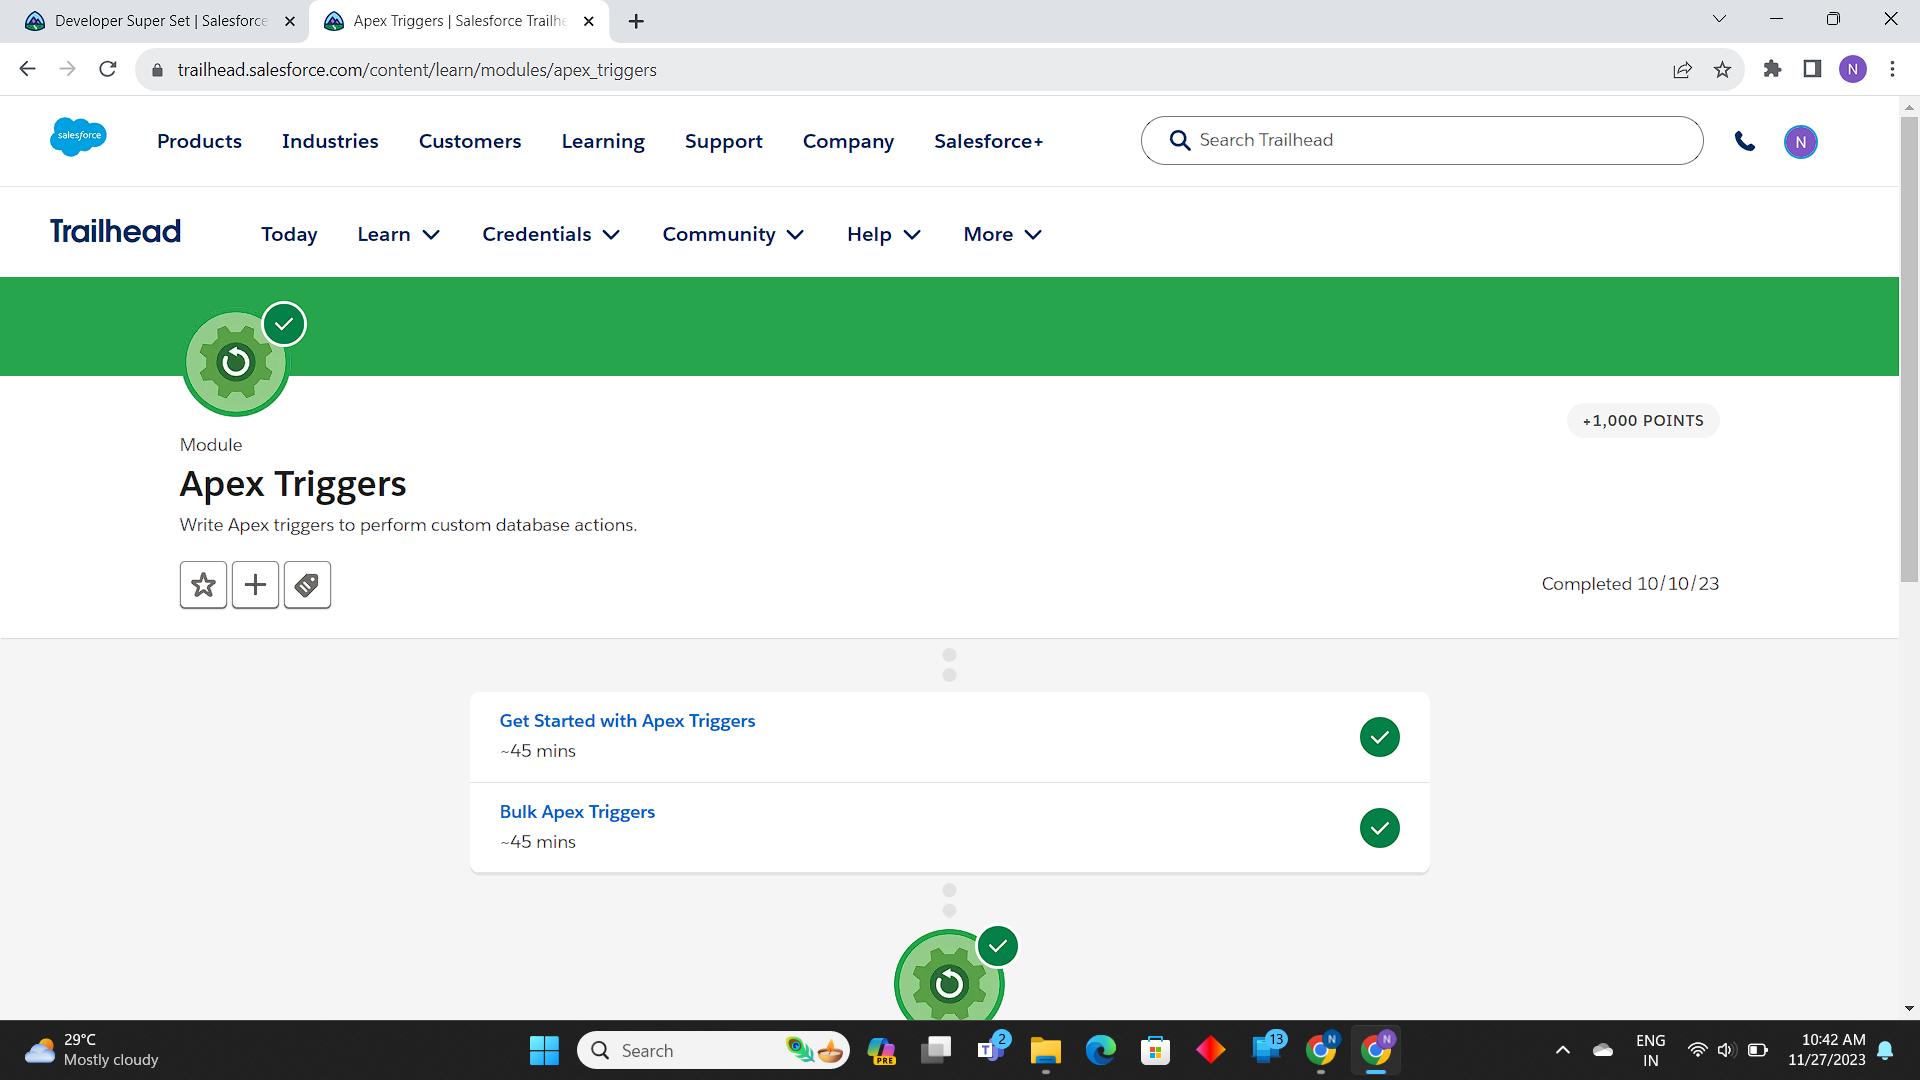 Developer Super Set | Salesforce
Apex Triggers | Salesforce Trailhe
trailhead.salesforce.com/content/learn/modules/apex_triggers
N
salesforce
Products
Industries
Customers
Learning
Support
Company
Salesforce+
Search Trailhead
N
Trailhead
Today
Learn
Credentials
Community
Help
More
+1,000 POINTS
Module
Apex Triggers
Write Apex triggers to perform custom database actions.
Completed 10/10/23
Get Started with Apex Triggers
~45 mins
Bulk Apex Triggers
~45 mins
29°C
Mostly cloudy
Search
PRE
T
2
13
N
N
ENG
IN
10:42 AM
11/27/2023